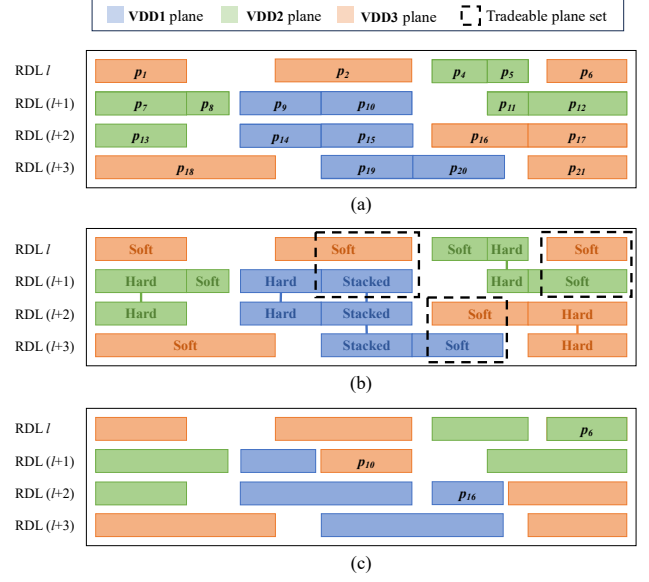 VDD1 plane VDD2 plane VDD3 plane Tradeable plane set
RDL l p1 p2 p4 p5 p6
RDL (l+1) p7 p8 p9 p10 p11 p12
RDL (l+2) p13 p14 p15 p16 p17
RDL (l+3) p18 p19 p20 p21
(a)
RDL l Soft Soft Soft Hard Soft
RDL (l+1) Hard Soft Hard Stacked Hard Soft
RDL (l+2) Hard Hard Stacked Soft Hard
RDL (l+3) Soft Stacked Soft Hard
(b)
RDL l p6
RDL (l+1) p10
RDL (l+2) p16
RDL (l+3)
(c)